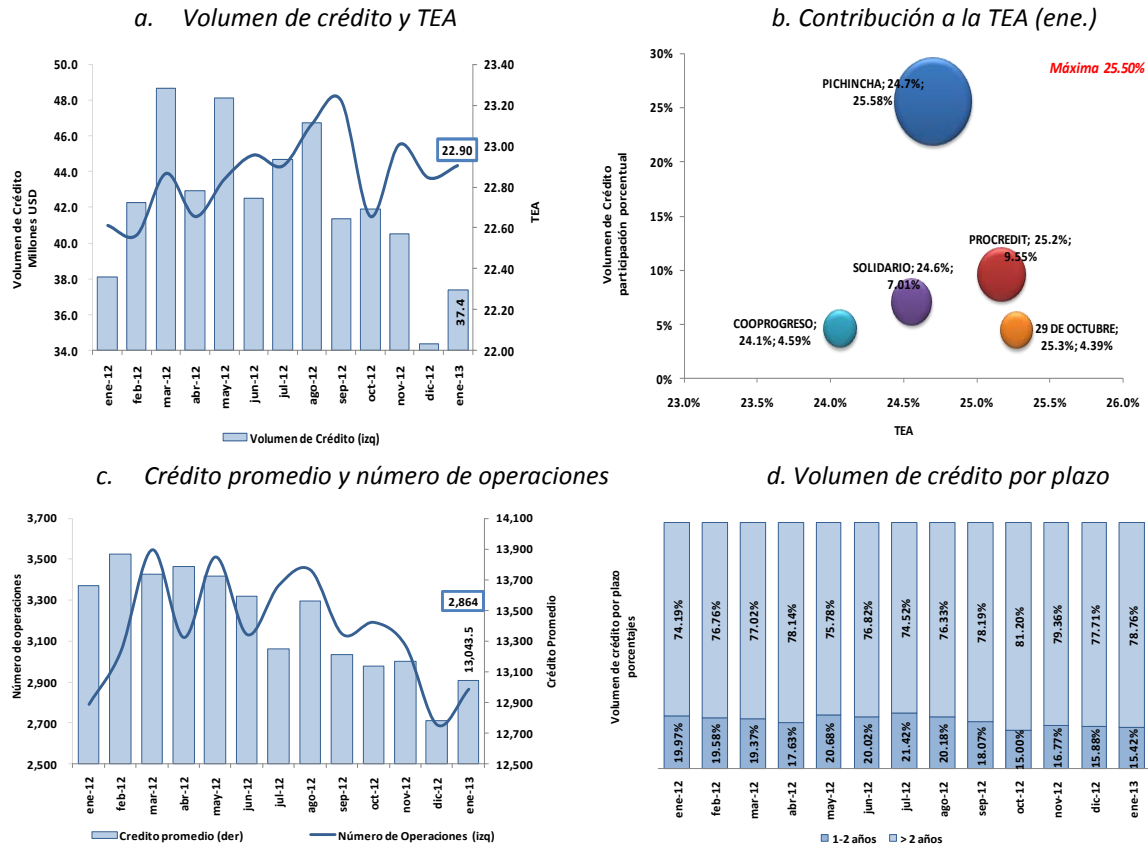 a. Volumen de crédito y TEA
50.0
48.0
46.0
44.0
42.0
40.0
38.0
36.0
34.0
Volumen de Crédito
Millones USD
23.40
23.20
23.00
22.80
22.60
22.40
22.20
22.00
TEA
22.90
37.4
ene-12
feb-12
mar-12
abr-12
may-12
jun-12
jul-12
ago-12
sep-12
oct-12
nov-12
dic-12
ene-13
Volumen de Crédito (izq)
b. Contribución a la TEA (ene.)
30%
25%
20%
15%
10%
5%
0%
Volumen de Crédito
participación porcentual
Máxima 25.50%
PICHINCHA; 24.7%;
25.58%
PROCREDIT; 25.2%;
9.55%
SOLIDARIO; 24.6%;
7.01%
COOPROGRESO;
24.1%; 4.59%
29 DE OCTUBRE;
25.3%; 4.39%
23.0%
23.5%
24.0%
24.5%
25.0%
25.5%
26.0%
TEA
c. Crédito promedio y número de operaciones
3,700
3,500
3,300
3,100
2,900
2,700
2,500
Número de operaciones
14,100
13,900
13,700
13,500
13,300
13,100
12,900
12,700
12,500
Crédito Promedio
2,864
13,043.5
ene-12
feb-12
mar-12
abr-12
may-12
jun-12
jul-12
ago-12
sep-12
oct-12
nov-12
dic-12
ene-13
Credito promedio (der)
Número de Operaciones (izq)
d. Volumen de crédito por plazo
Volumen de crédito por plazo
porcentajes
74.19%
76.76%
77.02%
78.14%
75.78%
76.82%
74.52%
76.33%
78.19%
81.20%
79.36%
77.71%
78.76%
19.97%
19.58%
19.37%
17.63%
20.68%
20.02%
21.42%
20.18%
18.07%
15.00%
16.77%
15.88%
15.42%
ene-12
feb-12
mar-12
abr-12
may-12
jun-12
jul-12
ago-12
sep-12
oct-12
nov-12
dic-12
ene-13
1-2 años
> 2 años